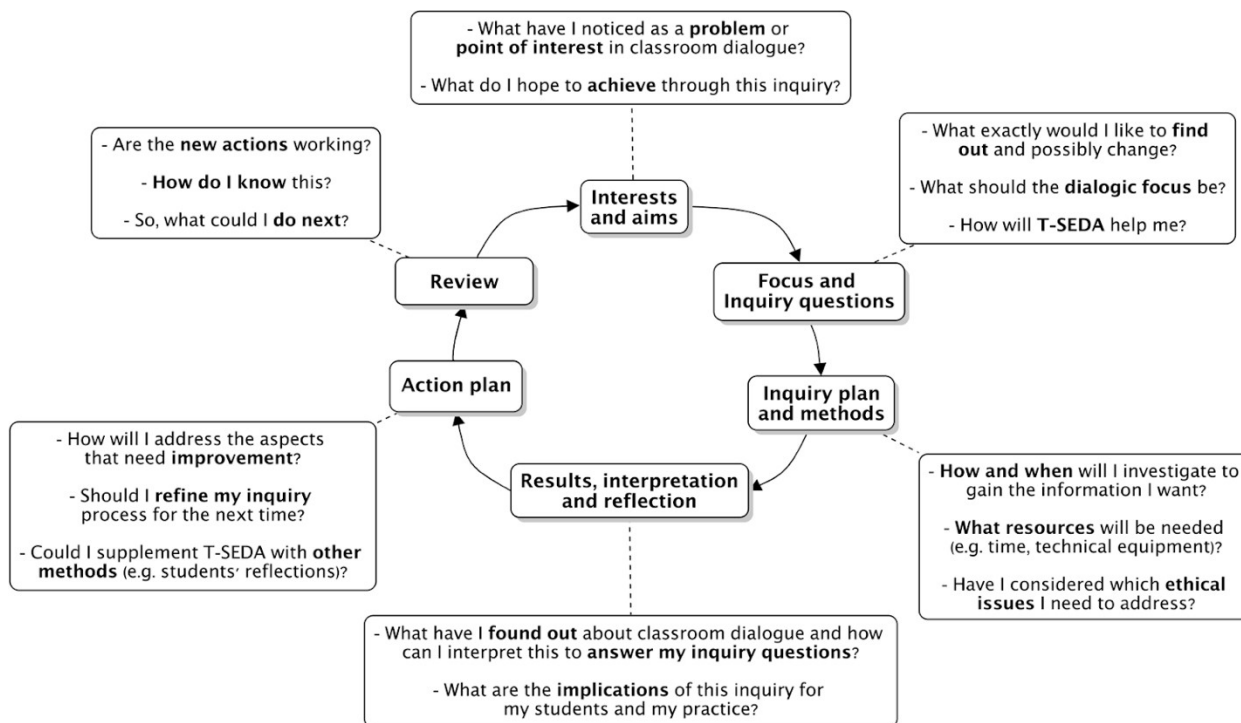 - What have I noticed as a problem or
point of interest in classroom dialogue?
- What do I hope to achieve through this inquiry?
Interests
and aims
- What exactly would I like to find
out and possibly change?
- What should the dialogic focus be?
- How will T-SEDA help me?
Focus and
Inquiry questions
Inquiry plan
and methods
- How and when will I investigate to
gain the information I want?
- What resources will be needed
(e.g. time, technical equipment)?
- Have I considered which ethical
issues I need to address?
Results, interpretation
and reflection
- What have I found out about classroom dialogue and how
can I interpret this to answer my inquiry questions?
- What are the implications of this inquiry for
my students and my practice?
Action plan
- How will I address the aspects
that need improvement?
- Should I refine my inquiry
process for the next time?
- Could I supplement T-SEDA with other
methods (e.g. students' reflections)?
Review
- Are the new actions working?
- How do I know this?
- So, what could I do next?